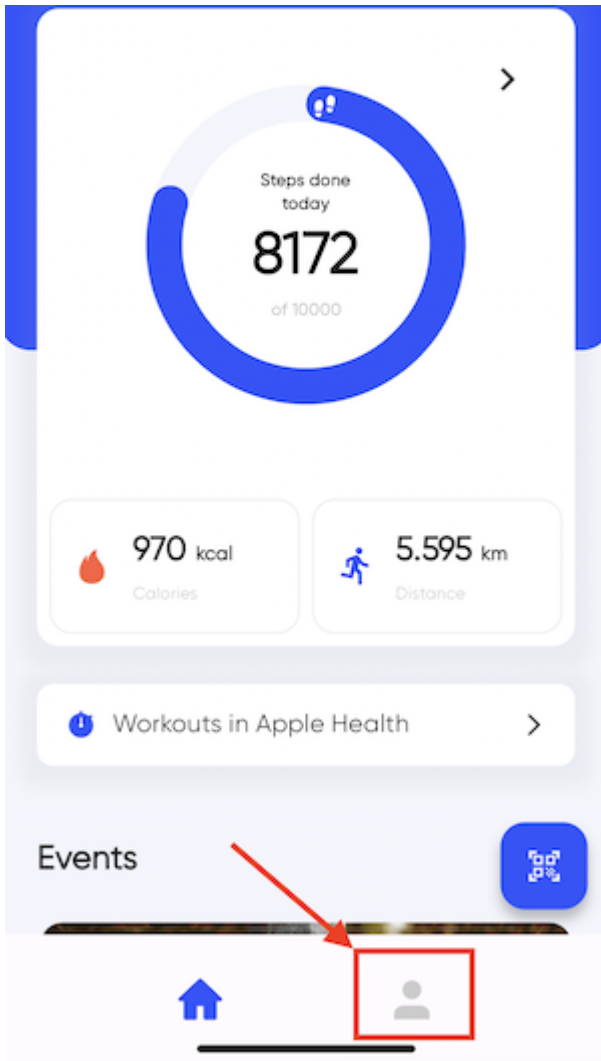 Steps done
today
8172
of 10000
970 kcal
Calories
5.595 km
Distance
Workouts in Apple Health
Events